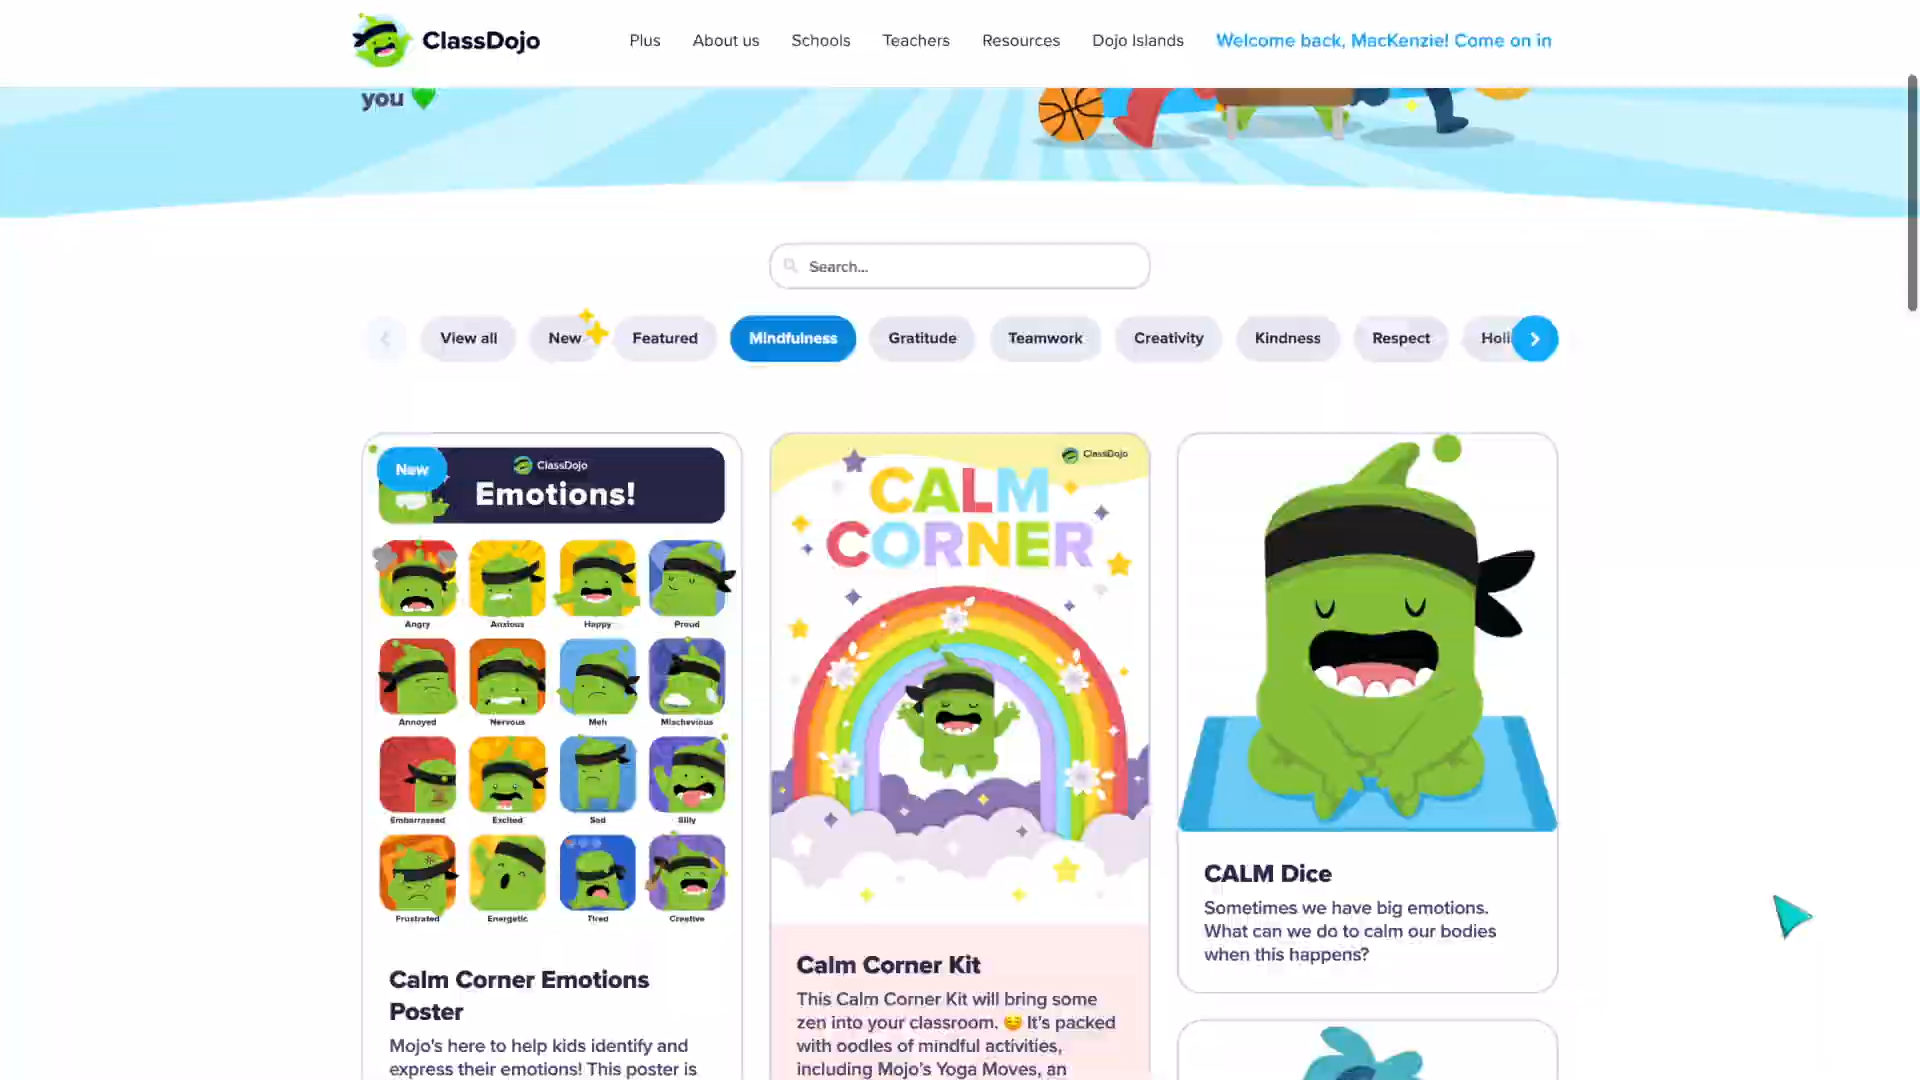 ClassDojo
Plus
About us
Schools
Teachers
Resources
Dojo Islands
Welcome back, MacKenzie! Come on in
you
Search...
View all
New
Featured
Mindfulness
Gratitude
Teamwork
Creativity
Kindness
Respect
Holi
New
ClassDojo
Emotions!
Angry
Anxious
Happy
Proud
Annoyed
Nervous
Meh
Mischevious
Embarrassed
Excited
Sad
Silly
Frustrated
Energetic
Tired
Creative
Calm Corner Emotions
Poster
Mojo's here to help kids identify and
express their emotions! This poster is
ClassDojo
CALM
CORNER
Calm Corner Kit
This Calm Corner Kit will bring some
zen into your classroom. 😌 It's packed
with oodles of mindful activities,
including Mojo's Yoga Moves, an
CALM Dice
Sometimes we have big emotions.
What can we do to calm our bodies
when this happens?